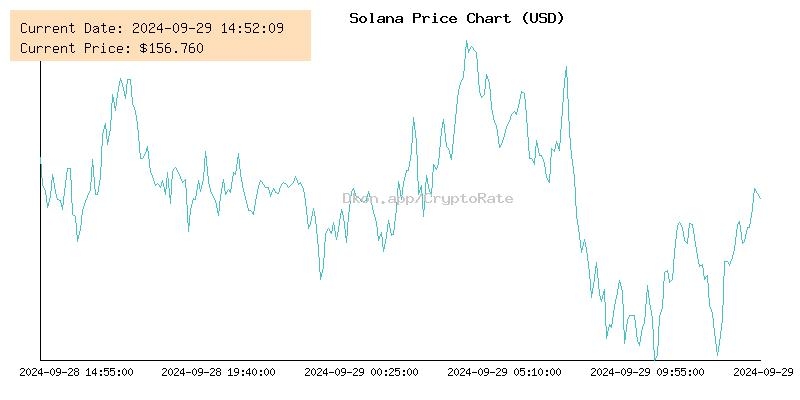 Solana Price Chart (USD)
Current Date: 2024-09-29 14:52:09
Current Price: $156.760
Dkon.app/CryptoRate
2024-09-28 14:55:00 2024-09-28 19:40:00 2024-09-29 00:25:00 2024-09-29 05:10:00 2024-09-29 09:55:00 2024-09-29